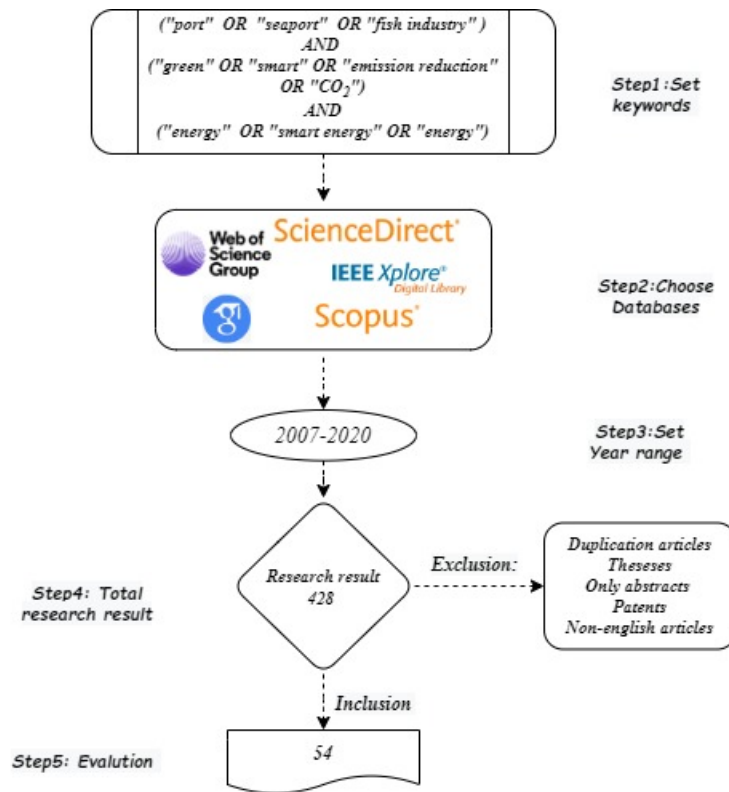 ("port" OR "seaport" OR "fish industry" )
AND
("green" OR "smart" OR "emission reduction"
OR "CO₂")
AND
("energy" OR "smart energy" OR "energy")
Step1:Set
keywords
Web of
Science
Group
ScienceDirect®
IEEE Xplore®
Digital Library
Scopus®
Step2:Choose
Databases
2007-2020
Step3:Set
Year range
Step4: Total
research result
Research result
428
Exclusion:
Duplication articles
Theseses
Only abstracts
Patents
Non-english articles
Inclusion
Step5: Evalution
54